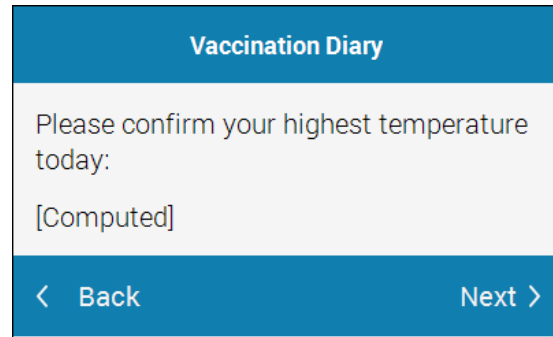 Vaccination Diary
Please confirm your highest temperature
today:
[Computed]
Back
Next